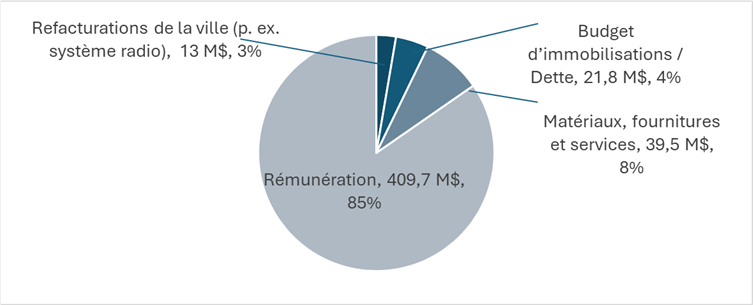 Refacturations de la ville (p. ex.
système radio),  13 M$, 3%
Budget
d’immobilisations /
Dette, 21,8 M$, 4%
Matériaux, fournitures
et services, 39,5 M$,
8%
Rémunération, 409,7 M$,
85%